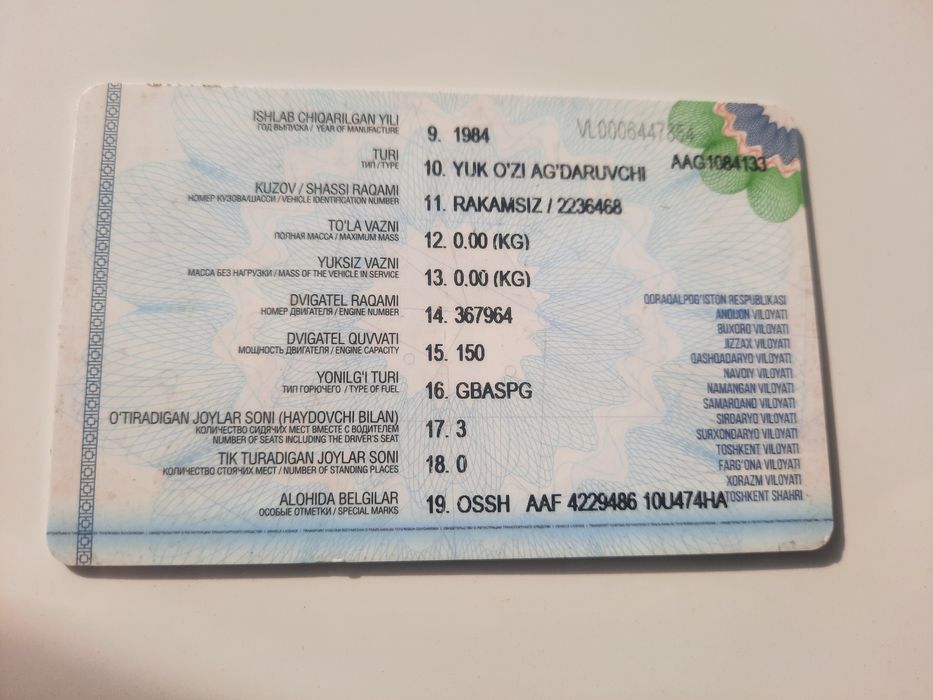 ISHLAB CHIQARILGAN YILI
ГОД ВЫПУСКА / YEAR OF MANUFACTURE
9. 1984
VL0006447854
TURI
ТИП / TYPE
10. YUK O'ZI AG'DARUVCHI
AAG1084133
KUZOV / SHASSI RAQAMI
НОМЕР КУЗОВА/ШАССИ / VEHICLE IDENTIFICATION NUMBER
11. RAKAMSIZ / 2236468
TO'LA VAZNI
ПОЛНАЯ МАССА / MAXIMUM MASS
12. 0.00 (KG)
YUKSIZ VAZNI
МАССА БЕЗ НАГРУЗКИ / MASS OF THE VEHICLE IN SERVICE
13. 0.00 (KG)
DVIGATEL RAQAMI
НОМЕР ДВИГАТЕЛЯ / ENGINE NUMBER
14. 367964
DVIGATEL QUVVATI
МОЩНОСТЬ ДВИГАТЕЛЯ / ENGINE CAPACITY
15. 150
YONILG'I TURI
ТИП ГОРЮЧЕГО / TYPE OF FUEL
16. GBASPG
O'TIRADIGAN JOYLAR SONI (HAYDOVCHI BILAN)
КОЛИЧЕСТВО СИДЯЧИХ МЕСТ ВМЕСТЕ С ВОДИТЕЛЕМ
NUMBER OF SEATS INCLUDING THE DRIVER'S SEAT
17. 3
TIK TURADIGAN JOYLAR SONI
КОЛИЧЕСТВО СТОЯЧИХ МЕСТ / NUMBER OF STANDING PLACES
18. 0
ALOHIDA BELGILAR
ОСОБЫЕ ОТМЕТКИ / SPECIAL MARKS
19. OSSH AAF 4229486 10U474HA
QORAQALPOG'ISTON RESPUBLIKASI
ANDIJON VILOYATI
BUXORO VILOYATI
JIZZAX VILOYATI
QASHQADARYO VILOYATI
NAVOIY VILOYATI
NAMANGAN VILOYATI
SAMARQAND VILOYATI
SIRDARYO VILOYATI
SURXONDARYO VILOYATI
TOSHKENT VILOYATI
FARG'ONA VILOYATI
XORAZM VILOYATI
TOSHKENT SHAHRI